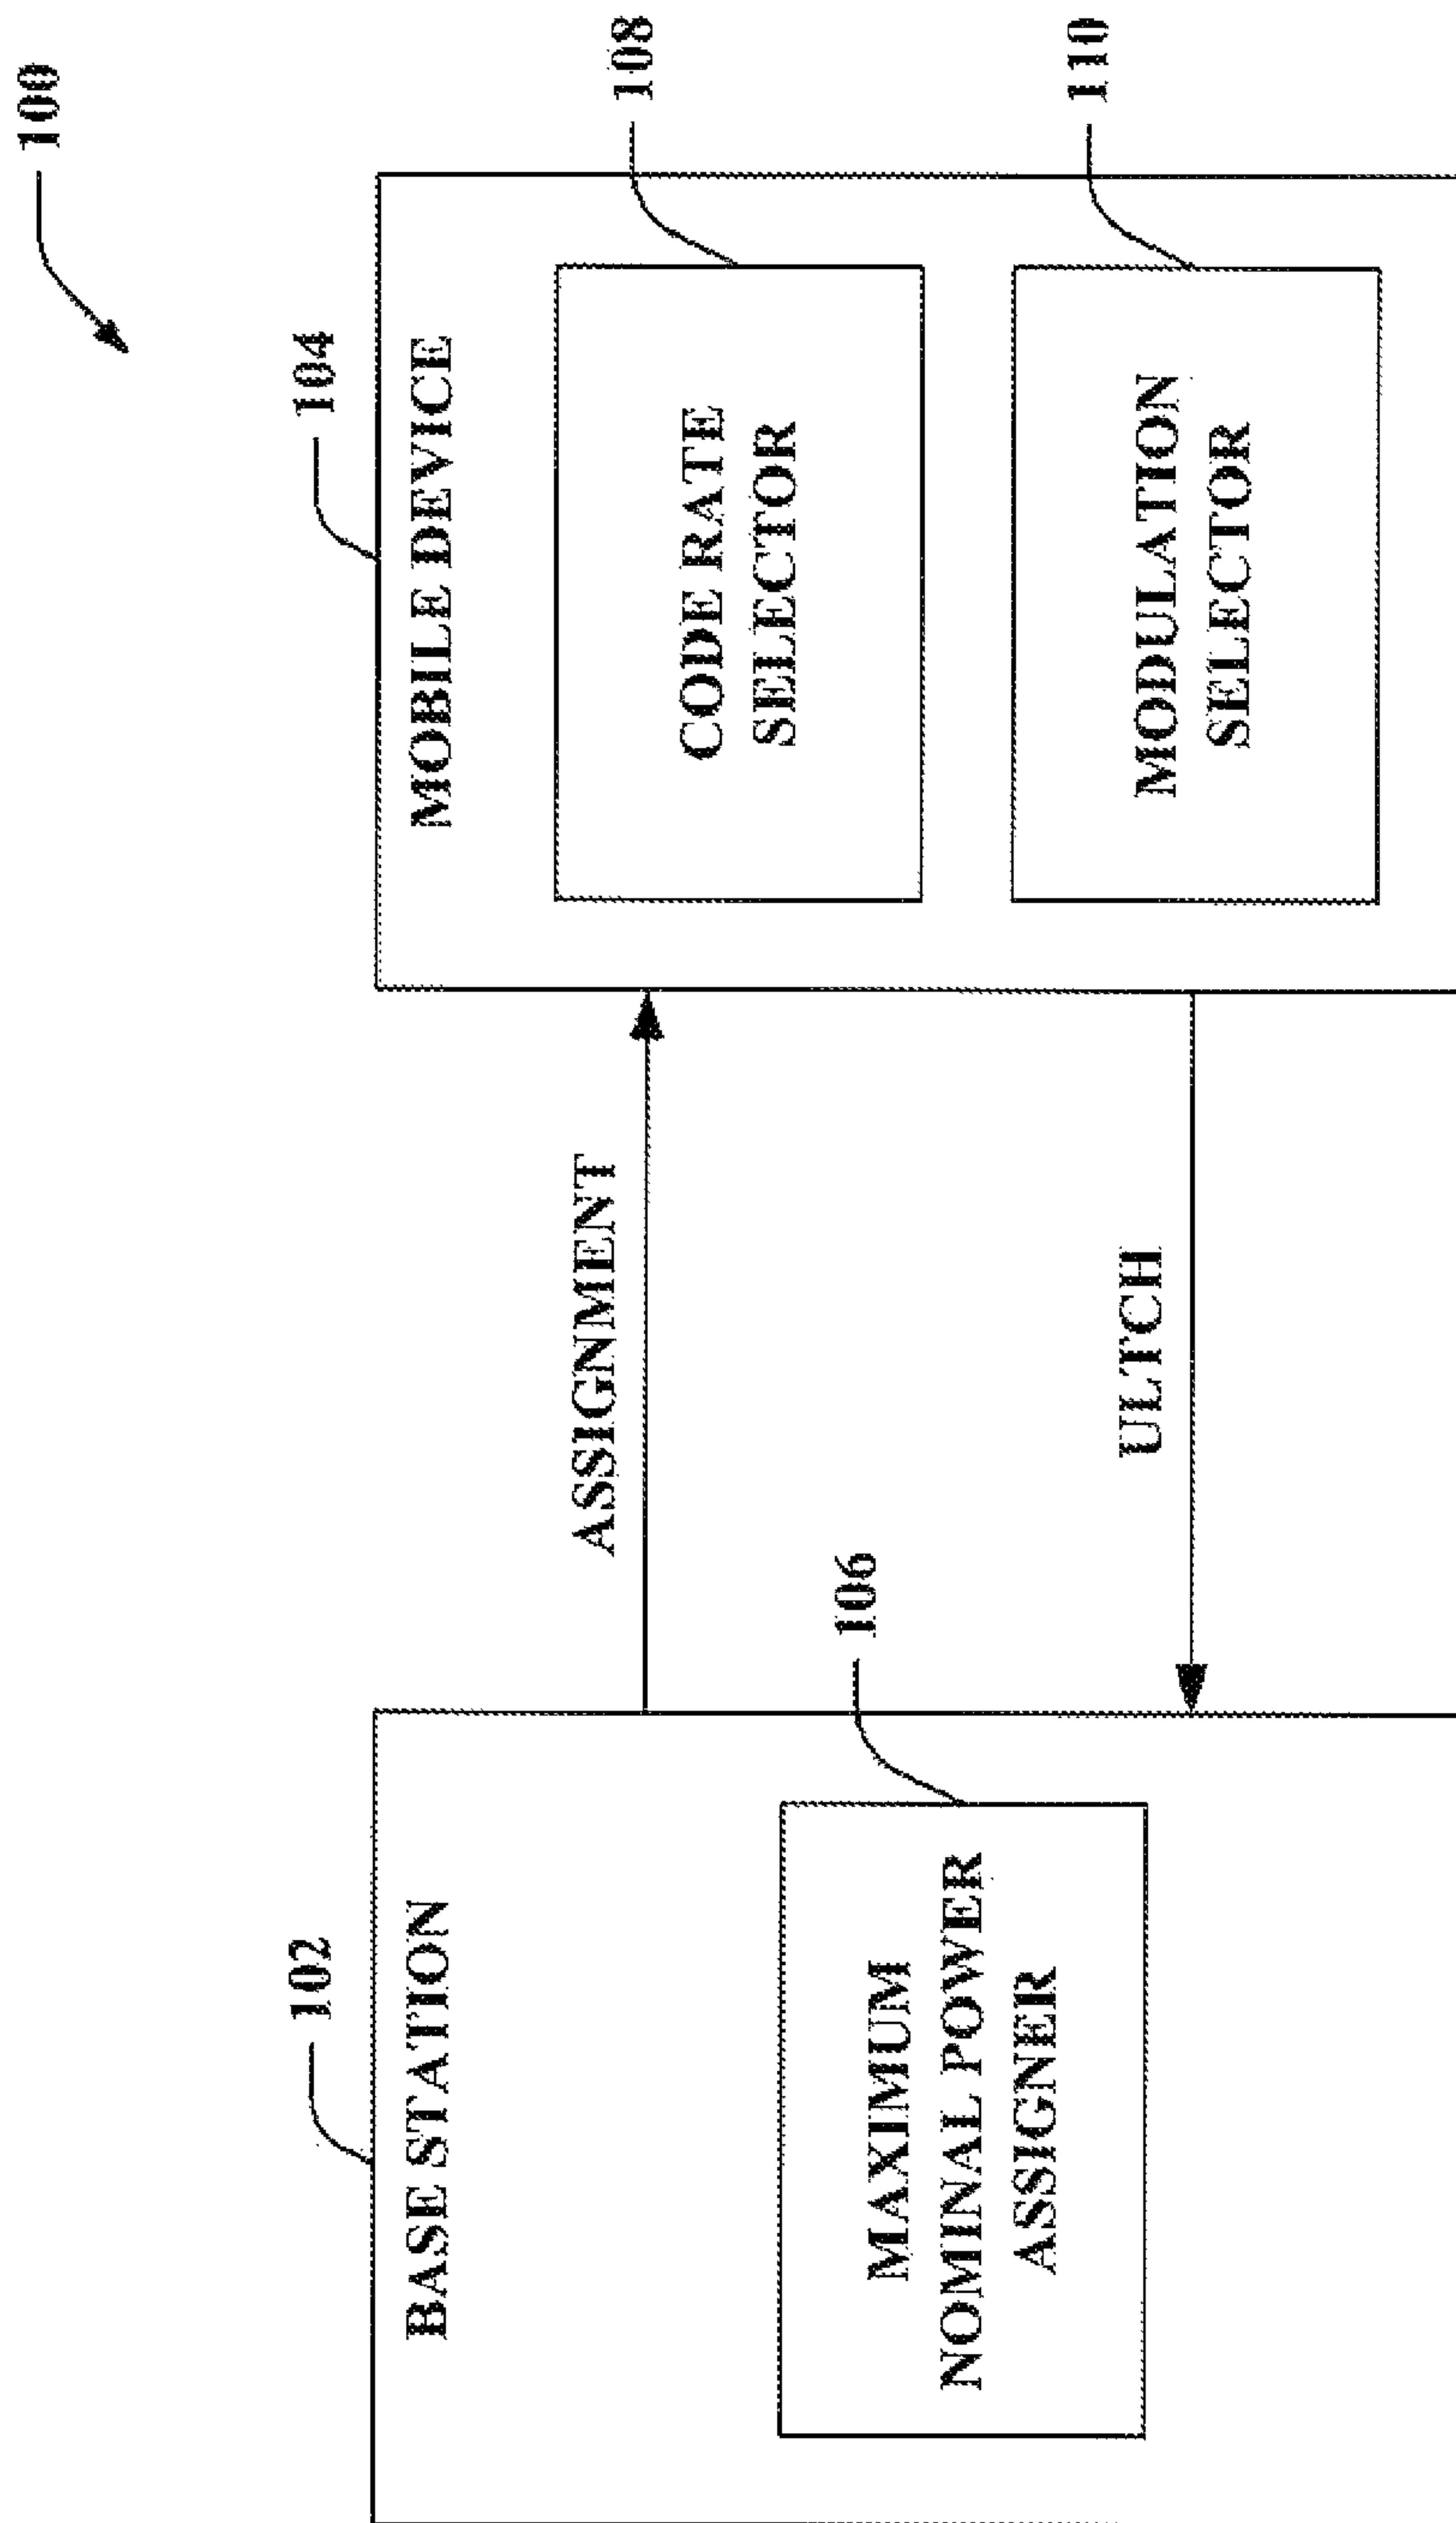 100
102
BASE STATION
MAXIMUM
NOMINAL POWER
ASSIGNER
106
ASSIGNMENT
ULTCH
104
MOBILE DEVICE
CODE RATE
SELECTOR
108
MODULATION
SELECTOR
110